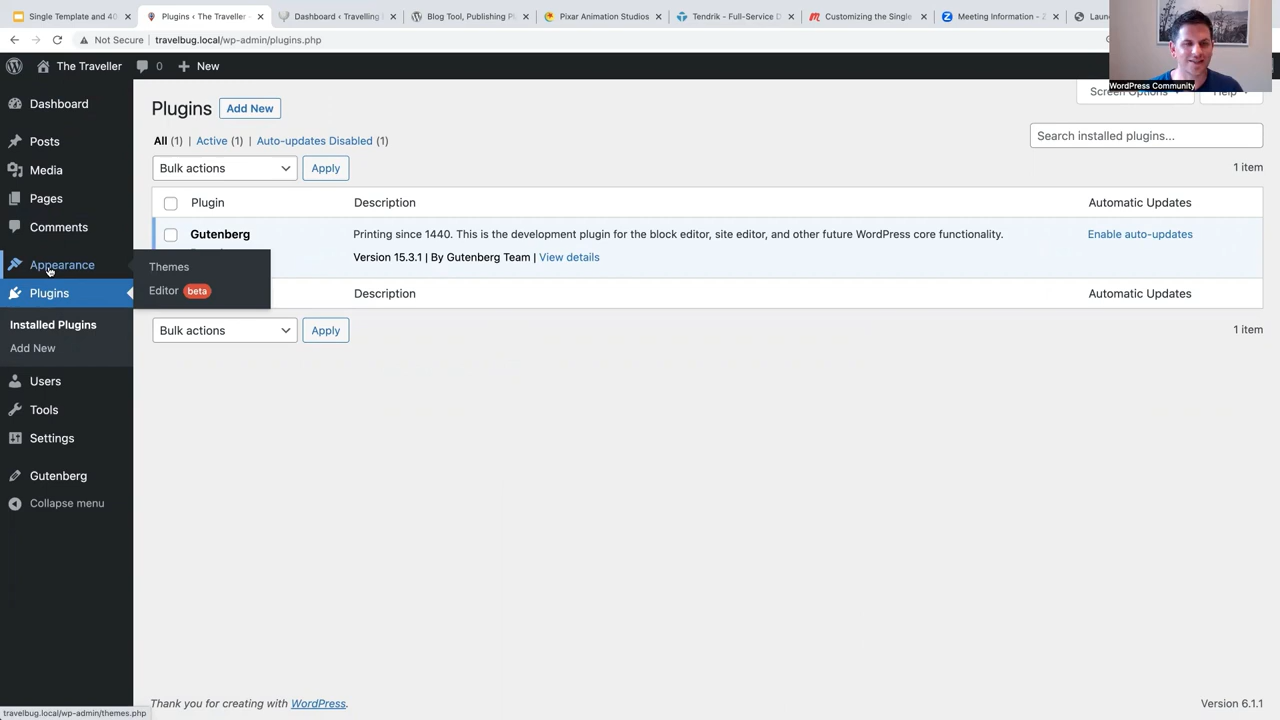 Single Template and 40
Plugins ‹ The Traveller –
Dashboard ‹ Travelling
Blog Tool, Publishing Pl
Pixar Animation Studios
Tendrik - Full-Service D
Customizing the Single
Meeting Information - Z
Laun
Not Secure travelbug.local/wp-admin/plugins.php
The Traveller 0 New
WordPress Community
Screen Options Help
Dashboard
Posts
Media
Pages
Comments
Appearance
Plugins
Installed Plugins
Add New
Users
Tools
Settings
Gutenberg
Collapse menu
Themes
Editor beta
Plugins Add New
All (1) | Active (1) | Auto-updates Disabled (1)
Search installed plugins...
Bulk actions Apply
1 item
Plugin Description Automatic Updates
Gutenberg Printing since 1440. This is the development plugin for the block editor, site editor, and other future WordPress core functionality. Enable auto-updates
Version 15.3.1 | By Gutenberg Team | View details
Description Automatic Updates
Bulk actions Apply
1 item
Thank you for creating with WordPress. Version 6.1.1
travelbug.local/wp-admin/themes.php